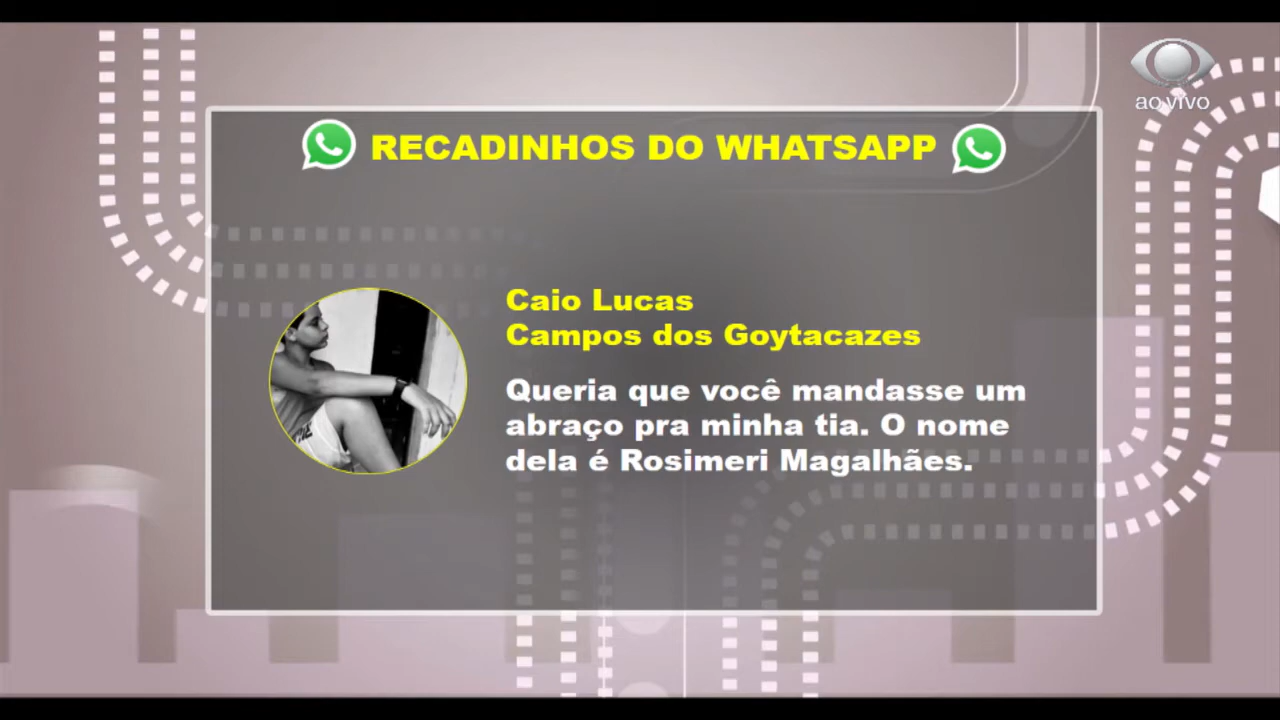 ao vivo
RECADINHOS DO WHATSAPP
Caio Lucas
Campos dos Goytacazes
Queria que você mandasse um
abraço pra minha tia. O nome
dela é Rosimeri Magalhães.